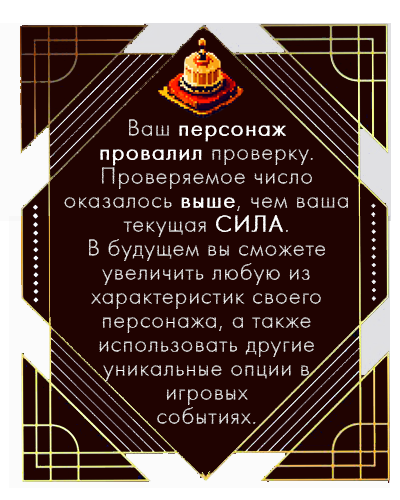 Ваш персонаж
провалил проверку.
Проверяемое число
оказалось выше, чем ваша
текущая СИЛА.
В будущем вы сможете
увеличить любую из
характеристик своего
персонажа, а также
использовать другие
уникальные опции в
игровых
событиях.